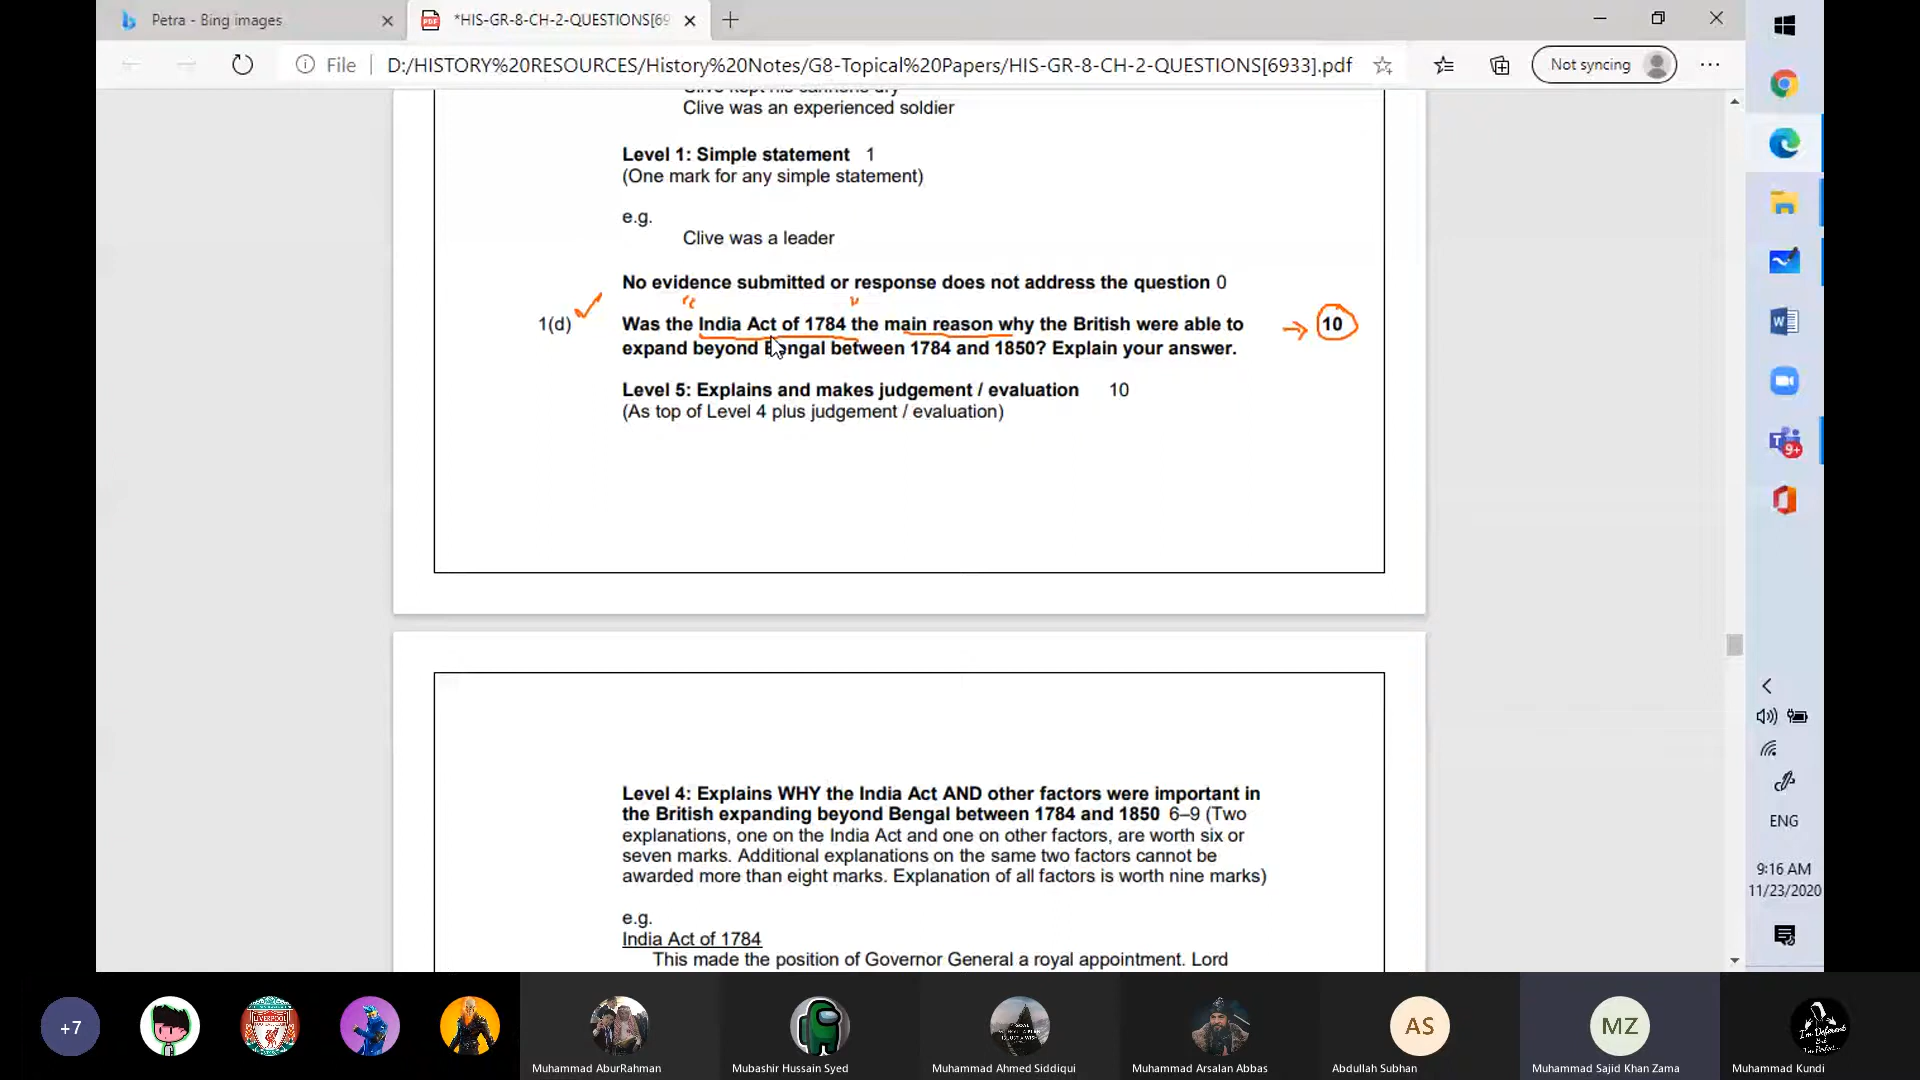 Petra - Bing images
*HIS-GR-8-CH-2-QUESTIONS[69
File
D:/HISTORY%20RESOURCES/History%20Notes/G8-Topical%20Papers/HIS-GR-8-CH-2-QUESTIONS[6933].pdf
Not syncing
Clive kept his cannons dry
Clive was an experienced soldier
Level 1: Simple statement 1
(One mark for any simple statement)
e.g.
Clive was a leader
No evidence submitted or response does not address the question 0
1(d) Was the India Act of 1784 the main reason why the British were able to 10
expand beyond Bengal between 1784 and 1850? Explain your answer.
Level 5: Explains and makes judgement / evaluation 10
(As top of Level 4 plus judgement / evaluation)
Level 4: Explains WHY the India Act AND other factors were important in
the British expanding beyond Bengal between 1784 and 1850 6–9 (Two
explanations, one on the India Act and one on other factors, are worth six or
seven marks. Additional explanations on the same two factors cannot be
awarded more than eight marks. Explanation of all factors is worth nine marks)
e.g.
India Act of 1784
This made the position of Governor General a royal appointment. Lord
9+
ENG
9:16 AM
11/23/2020
+7
LIVERPOOL
AS
MZ
Muhammad AburRahman
Mubashir Hussain Syed
Muhammad Ahmed Siddiqui
Muhammad Arsalan Abbas
Abdullah Subhan
Muhammad Sajid Khan Zama
Muhammad Kundi